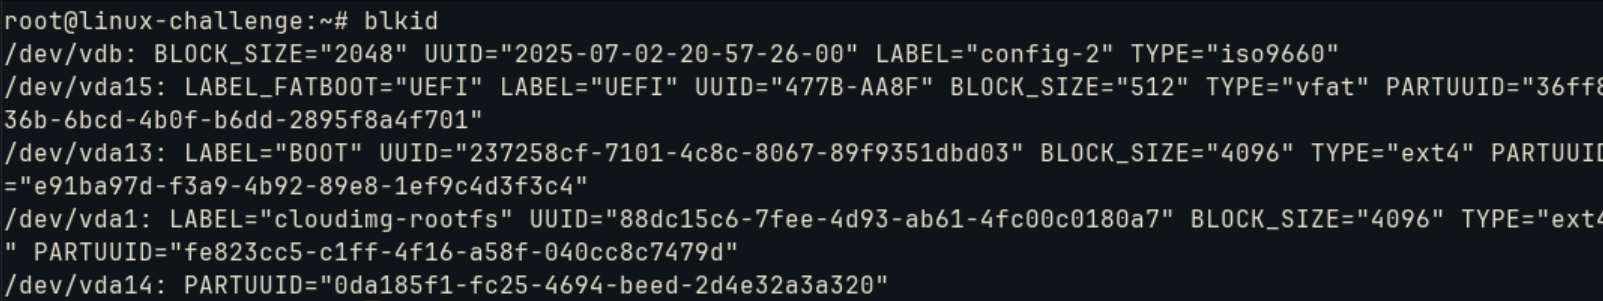 root@linux-challenge:~# blkid
/dev/vdb: BLOCK_SIZE="2048" UUID="2025-07-02-20-57-26-00" LABEL="config-2" TYPE="iso9660"
/dev/vda15: LABEL_FATBOOT="UEFI" LABEL="UEFI" UUID="477B-AA8F" BLOCK_SIZE="512" TYPE="vfat" PARTUUID="36ff8
36b-6bcd-4b0f-b6dd-2895f8a4f701"
/dev/vda13: LABEL="BOOT" UUID="237258cf-7101-4c8c-8067-89f9351dbd03" BLOCK_SIZE="4096" TYPE="ext4" PARTUUID
="e91ba97d-f3a9-4b92-89e8-1ef9c4d3f3c4"
/dev/vda1: LABEL="cloudimg-rootfs" UUID="88dc15c6-7fee-4d93-ab61-4fc00c0180a7" BLOCK_SIZE="4096" TYPE="ext4
" PARTUUID="fe823cc5-c1ff-4f16-a58f-040cc8c7479d"
/dev/vda14: PARTUUID="0da185f1-fc25-4694-beed-2d4e32a3a320"